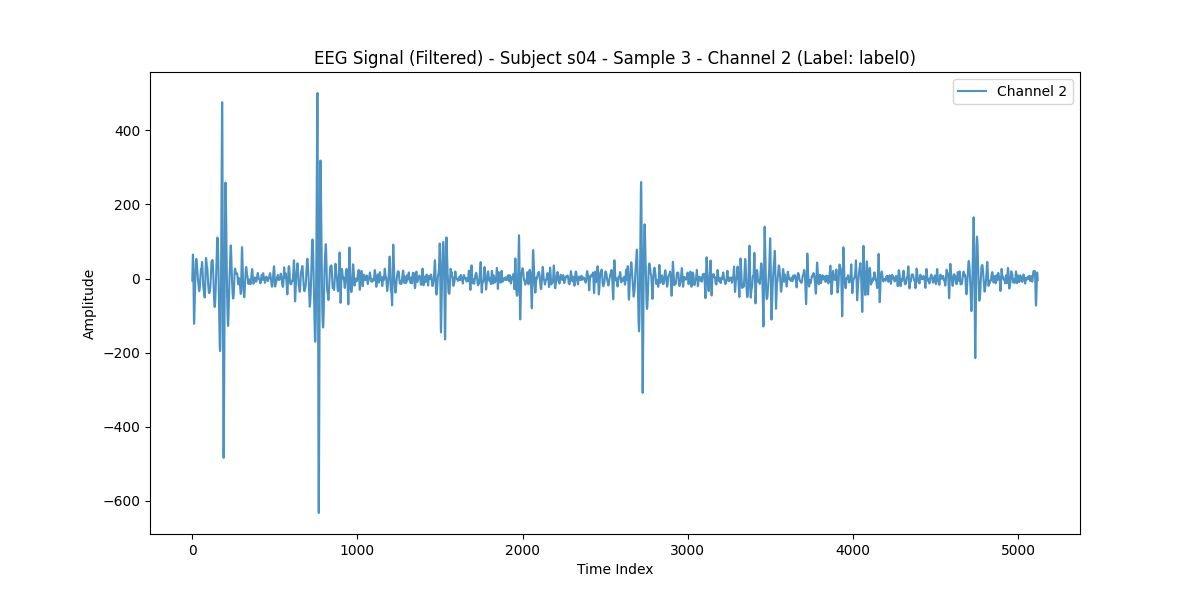 EEG Signal (Filtered) - Subject s04 - Sample 3 - Channel 2 (Label: label0)
Channel 2
400
200
0
−200
−400
−600
Amplitude
0 1000 2000 3000 4000 5000
Time Index